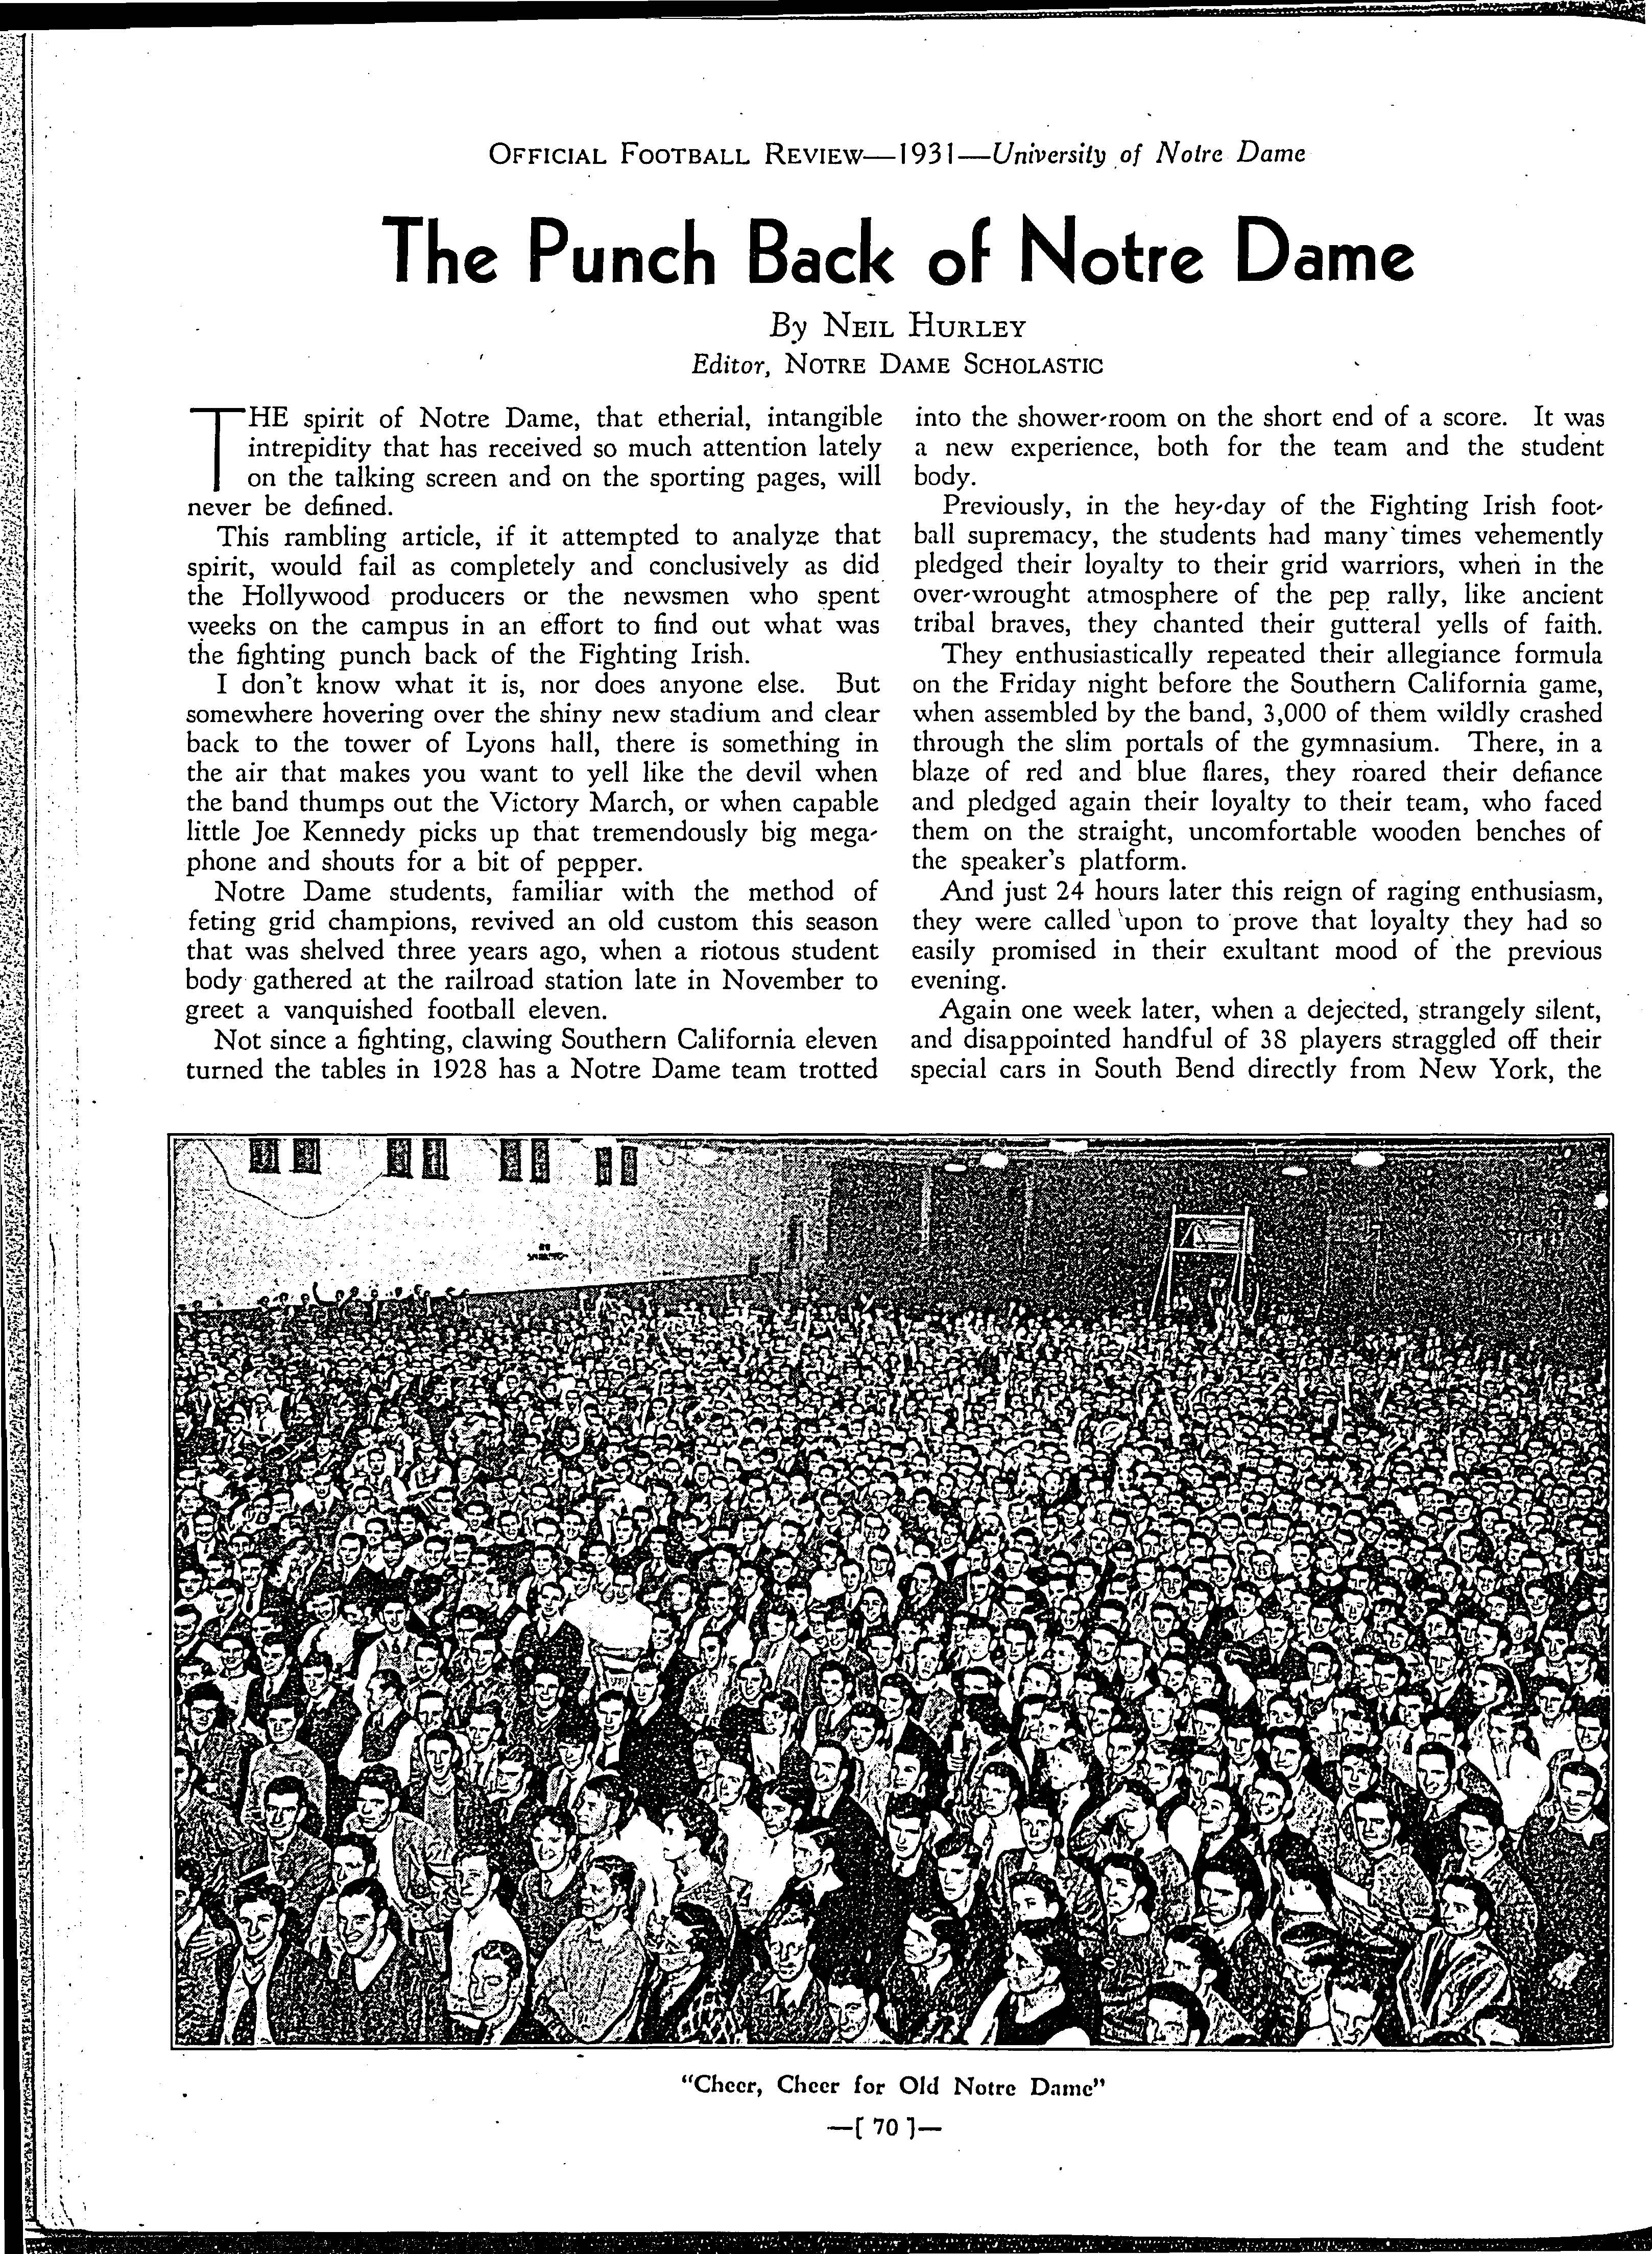 OFFICIAL FOOTBALL REVIEW—1931—University of Notre Dame
The Punch Back of Notre Dame
By NEIL HURLEY
Editor, NOTRE DAME SCHOLASTIC
THE spirit of Notre Dame, that etherial, intangible
intrepidity that has received so much attention lately
on the talking screen and on the sporting pages, will
never be defined.
This rambling article, if it attempted to analyze that
spirit, would fail as completely and conclusively as did
the Hollywood producers or the newsmen who spent
weeks on the campus in an effort to find out what was
the fighting punch back of the Fighting Irish.
I don't know what it is, nor does anyone else. But
somewhere hovering over the shiny new stadium and clear
back to the tower of Lyons hall, there is something in
the air that makes you want to yell like the devil when
the band thumps out the Victory March, or when capable
little Joe Kennedy picks up that tremendously big mega-
phone and shouts for a bit of pepper.
Notre Dame students, familiar with the method of
feting grid champions, revived an old custom this season
that was shelved three years ago, when a riotous student
body gathered at the railroad station late in November to
greet a vanquished football eleven.
Not since a fighting, clawing Southern California eleven
turned the tables in 1928 has a Notre Dame team trotted
into the shower-room on the short end of a score. It was
a new experience, both for the team and the student
body.
Previously, in the hey-day of the Fighting Irish foot-
ball supremacy, the students had many times vehemently
pledged their loyalty to their grid warriors, when in the
over-wrought atmosphere of the pep rally, like ancient
tribal braves, they chanted their gutteral yells of faith.
They enthusiastically repeated their allegiance formula
on the Friday night before the Southern California game,
when assembled by the band, 3,000 of them wildly crashed
through the slim portals of the gymnasium. There, in a
blaze of red and blue flares, they roared their defiance
and pledged again their loyalty to their team, who faced
them on the straight, uncomfortable wooden benches of
the speaker's platform.
And just 24 hours later this reign of raging enthusiasm,
they were called upon to prove that loyalty they had so
easily promised in their exultant mood of the previous
evening.
Again one week later, when a dejected, strangely silent,
and disappointed handful of 38 players straggled off their
special cars in South Bend directly from New York, the
"Cheer, Cheer for Old Notre Dame"
—[ 70 ]—